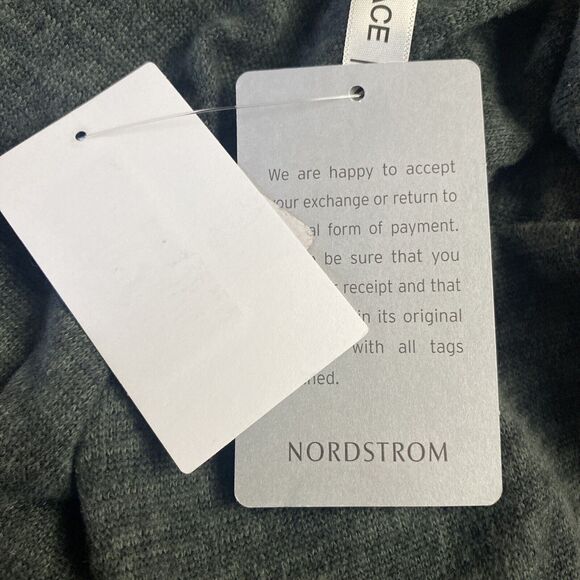 ACE
We are happy to accept
your exchange or return to
form of payment.
be sure that you
receipt and that
in its original
with all tags
NORDSTROM